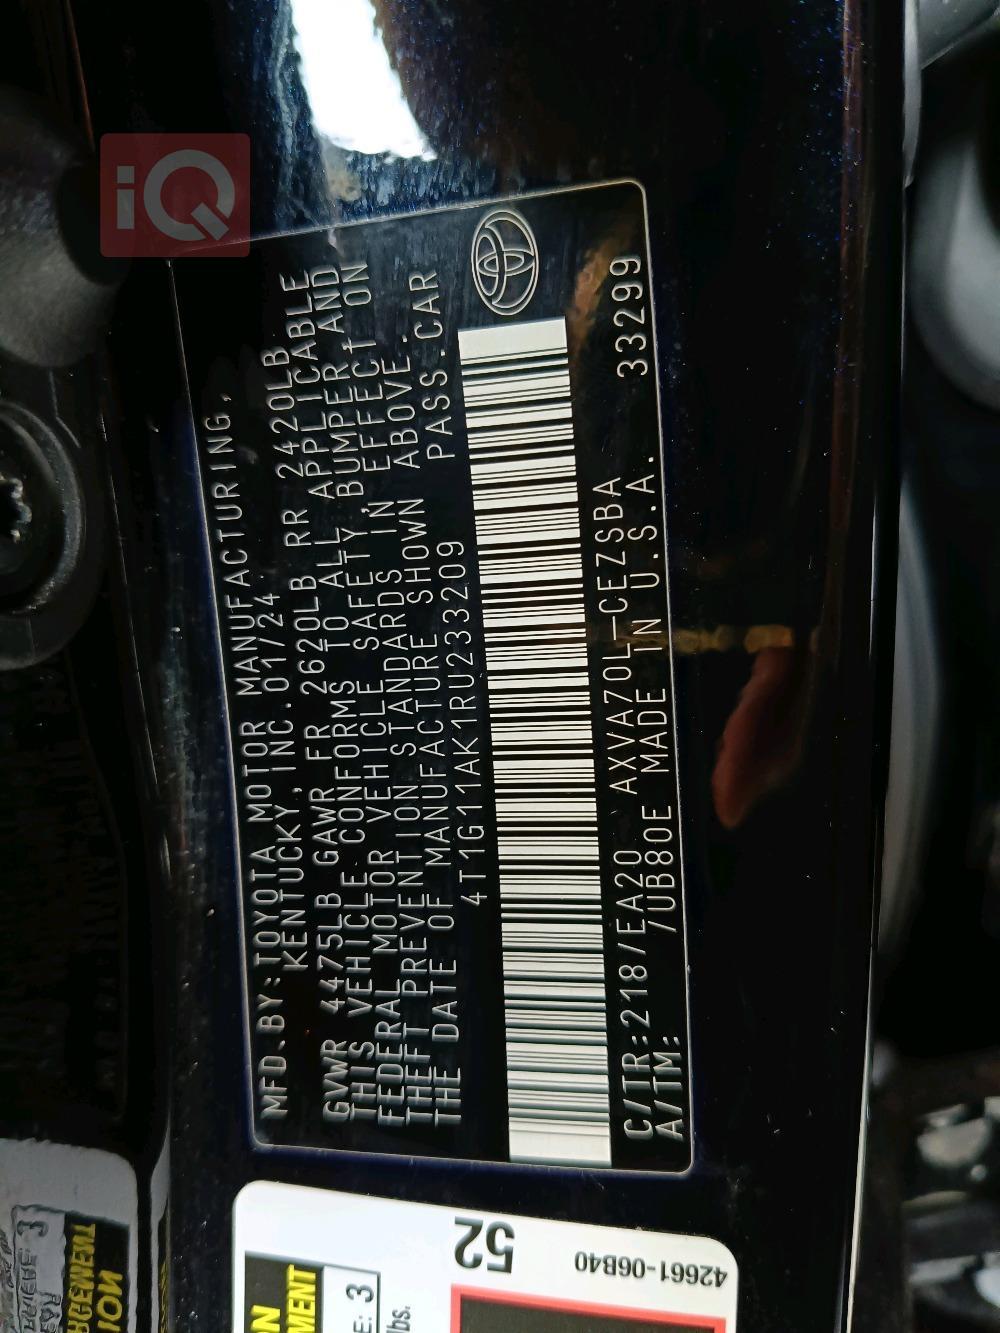 iQ
MFD.BY:TOYOTA MOTOR MANUFACTURING,
KENTUCKY, INC.01/24
GVWR 4475LB GAWR FR 2620LB RR 2420LB
THIS VEHICLE CONFORMS TO ALL APPLICABLE
FEDERAL MOTOR VEHICLE SAFETY,BUMPER AND
THEFT PREVENTION STANDARDS IN EFFECT ON
THE DATE OF MANUFACTURE SHOWN ABOVE.
4T1G11AK1RU233209 PASS.CAR
C/TR:218/EA20 AXVA70L-CEZSBA 33299
A/TM: /UB80E MADE IN U.S.A.
52
42661-06B40
3